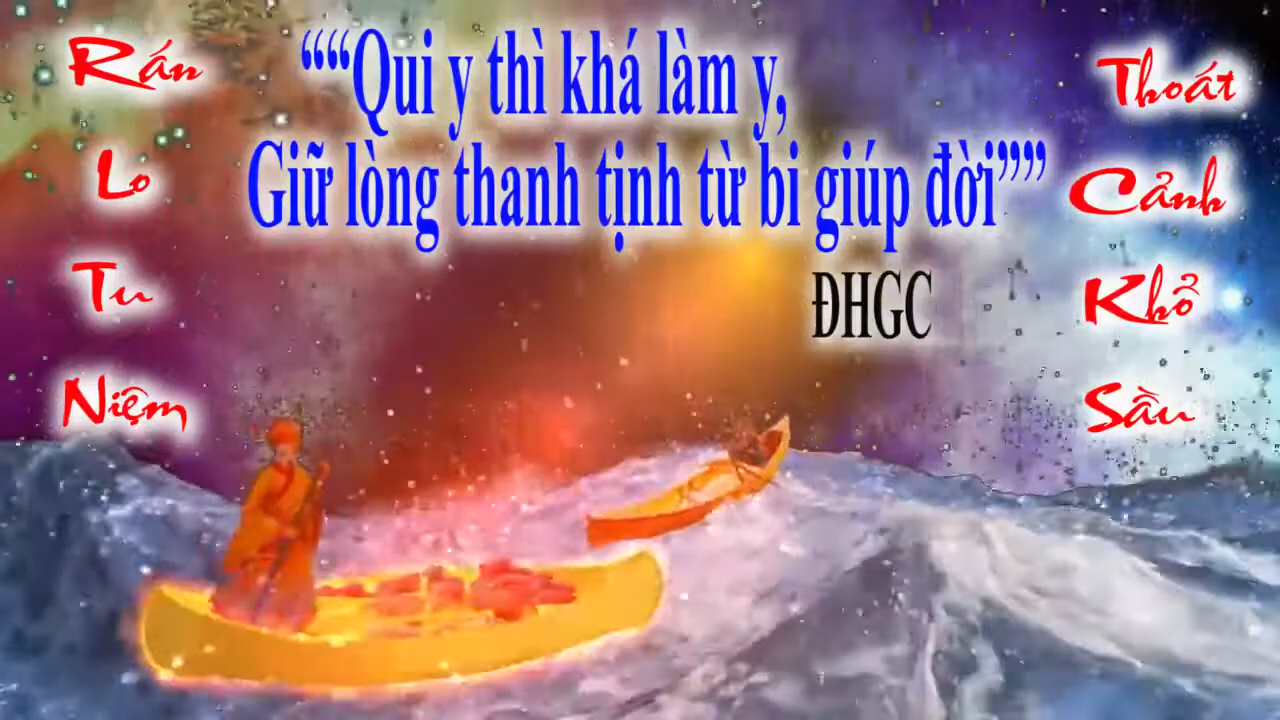 ““Qui y thì khá làm y,
Giữ lòng thanh tịnh từ bi giúp đời””
ĐHGC
Rán
Lo
Tu
Niệm
Thoát
Cảnh
Khổ
Sầu